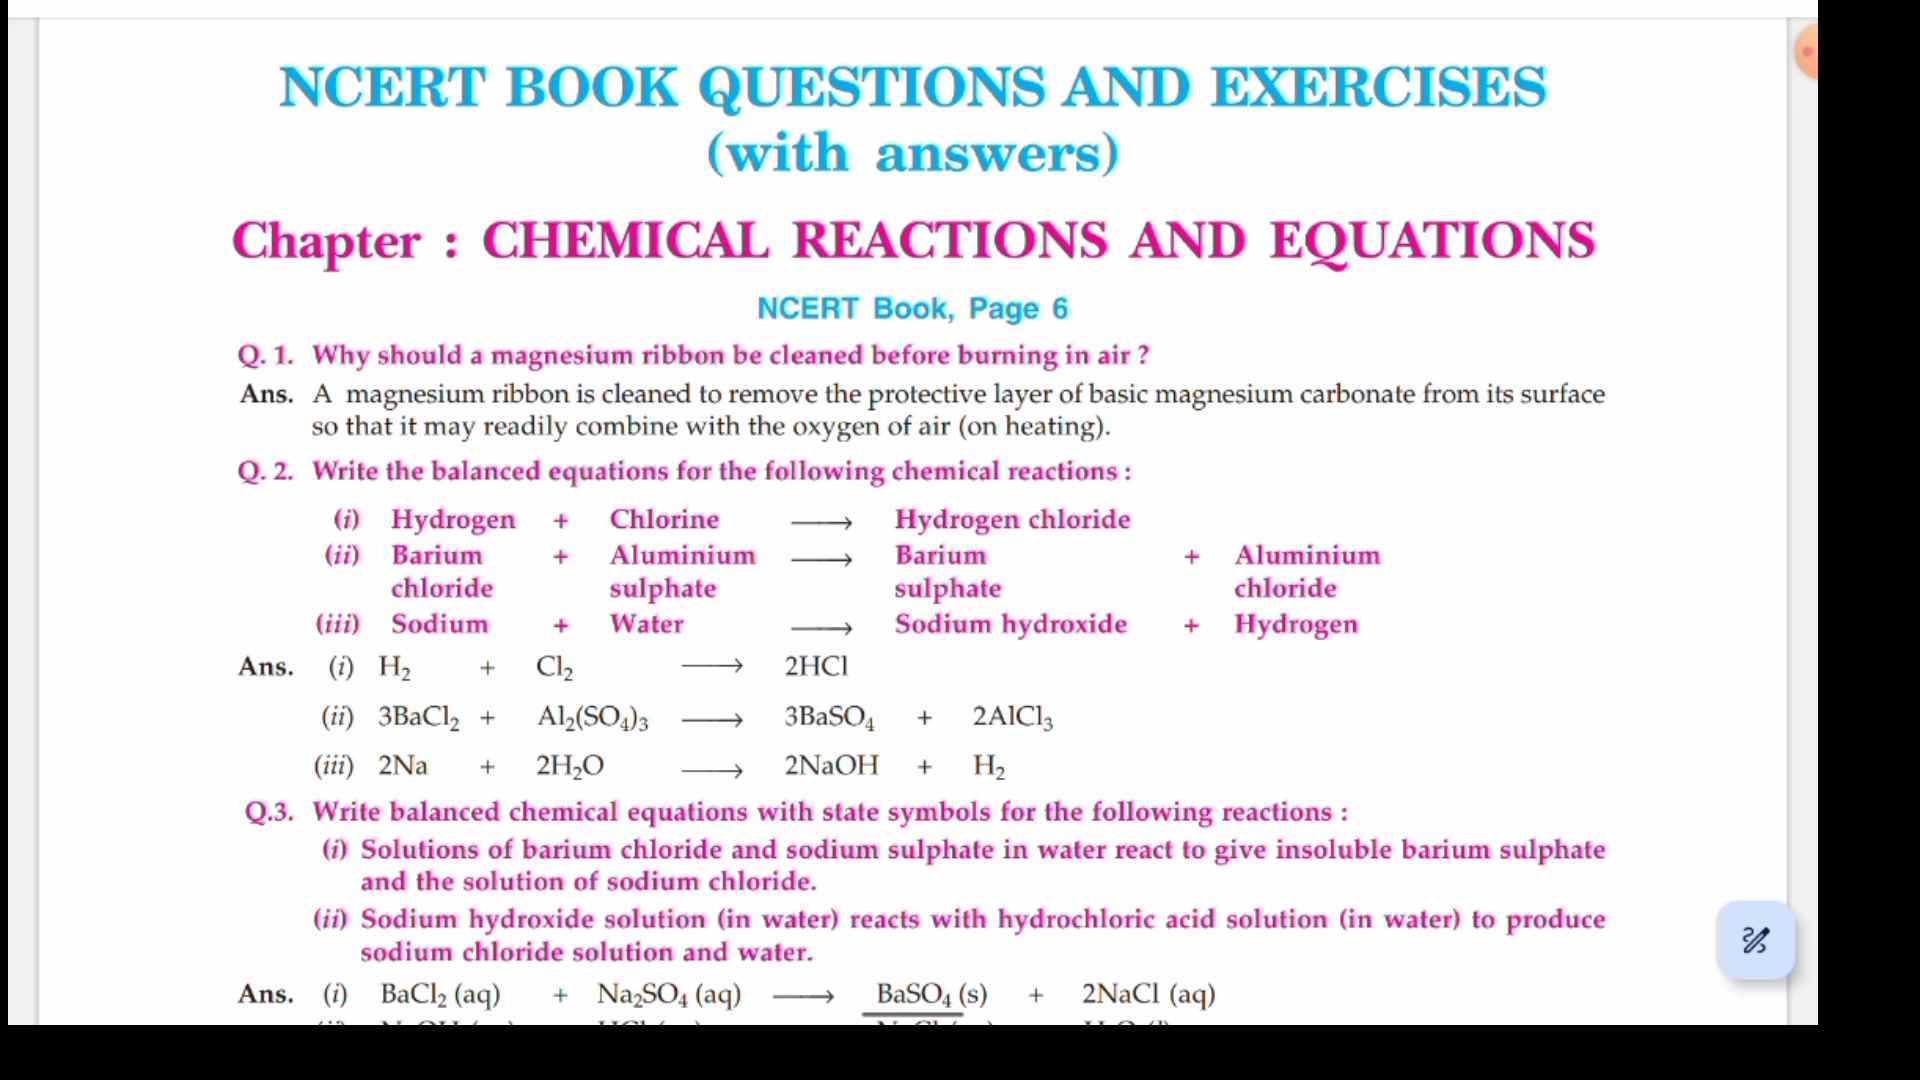 NCERT BOOK QUESTIONS AND EXERCISES
(with answers)
Chapter : CHEMICAL REACTIONS AND EQUATIONS
NCERT Book, Page 6
Q. 1. Why should a magnesium ribbon be cleaned before burning in air ?
Ans. A magnesium ribbon is cleaned to remove the protective layer of basic magnesium carbonate from its surface
so that it may readily combine with the oxygen of air (on heating).
Q. 2. Write the balanced equations for the following chemical reactions :
(i) Hydrogen + Chlorine ⟶ Hydrogen chloride
(ii) Barium + Aluminium ⟶ Barium + Aluminium
chloride sulphate sulphate chloride
(iii) Sodium + Water ⟶ Sodium hydroxide + Hydrogen
Ans. (i) H₂ + Cl₂ ⟶ 2HCl
(ii) 3BaCl₂ + Al₂(SO₄)₃ ⟶ 3BaSO₄ + 2AlCl₃
(iii) 2Na + 2H₂O ⟶ 2NaOH + H₂
Q.3. Write balanced chemical equations with state symbols for the following reactions :
(i) Solutions of barium chloride and sodium sulphate in water react to give insoluble barium sulphate
and the solution of sodium chloride.
(ii) Sodium hydroxide solution (in water) reacts with hydrochloric acid solution (in water) to produce
sodium chloride solution and water.
Ans. (i) BaCl₂ (aq) + Na₂SO₄ (aq) ⟶ BaSO₄ (s) + 2NaCl (aq)